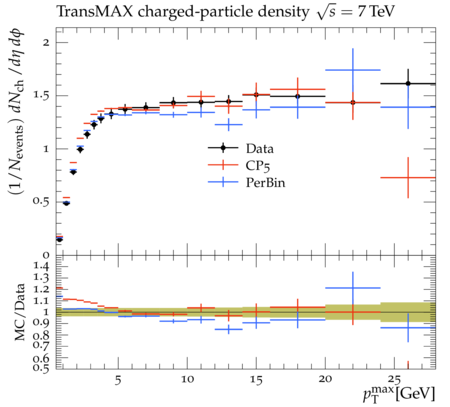 TransMAX charged-particle density √s = 7 TeV
(1/N_events) dN_ch/dη dϕ
2
1.5
1
0.5
0
Data
CP5
PerBin
MC/Data
1.4
1.3
1.2
1.1
1
0.9
0.8
0.7
0.6
0.5
5 10 15 20 25
p_T^max[GeV]